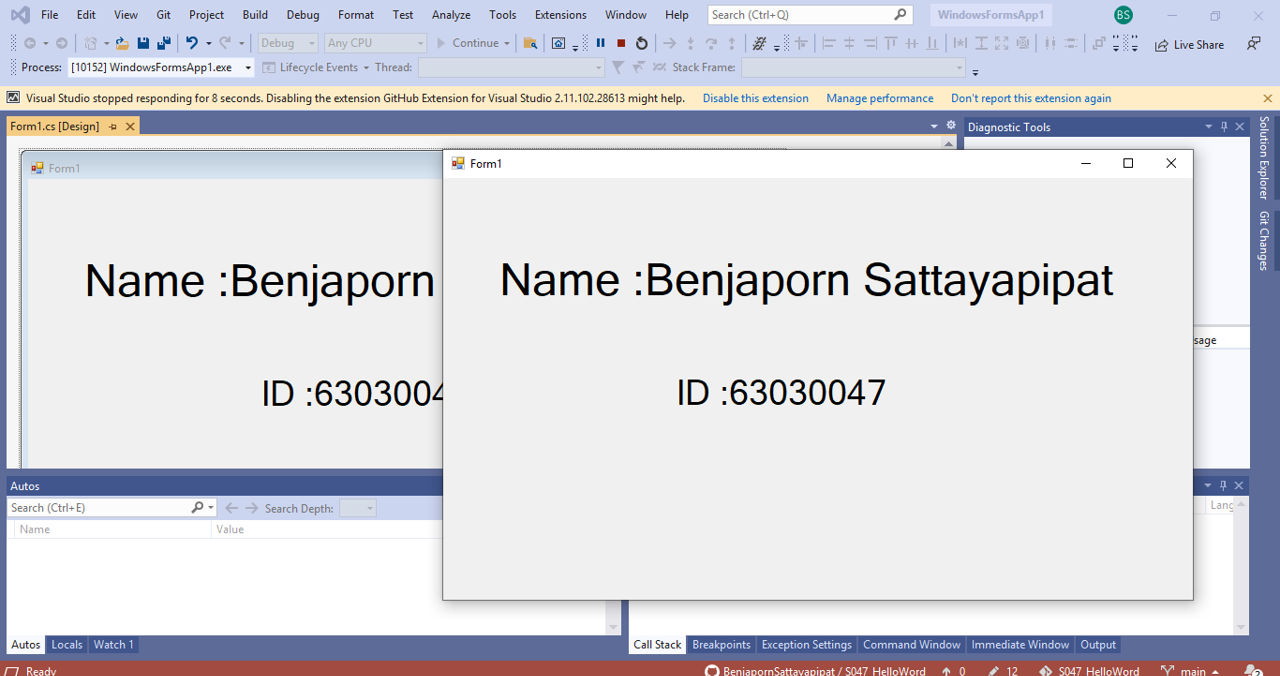 File Edit View Git Project Build Debug Format Test Analyze Tools Extensions Window Help Search (Ctrl+Q) WindowsFormsApp1 BS
Debug Any CPU Continue Live Share
Process: [10152] WindowsFormsApp1.exe Lifecycle Events Thread: Stack Frame:
Visual Studio stopped responding for 8 seconds. Disabling the extension GitHub Extension for Visual Studio 2.11.102.28613 might help. Disable this extension Manage performance Don't report this extension again
Form1.cs [Design] Diagnostic Tools
Solution Explorer
Git Changes
Form1
Name :Benjaporn
ID :6303004
Form1
Name :Benjaporn Sattayapipat
ID :63030047
sage
Autos
Search (Ctrl+E) Search Depth:
Name Value
Lang
Autos Locals Watch 1
Call Stack Breakpoints Exception Settings Command Window Immediate Window Output
Ready BenjapornSattayapipat / S047_HelloWord 0 12 S047_HelloWord main 2